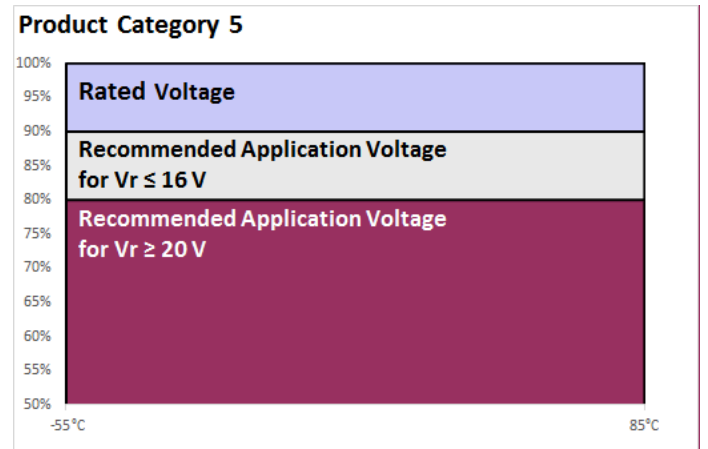 Product Category 5
100%
95%
Rated Voltage
90%
Recommended Application Voltage
85%
for Vr ≤ 16 V
80%
Recommended Application Voltage
75%
for Vr ≥ 20 V
70%
65%
60%
55%
50%
-55°C
85°C